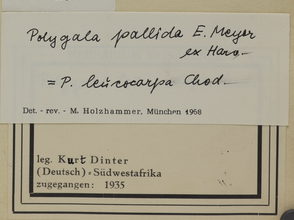 Polygala pallida E. Meyer
ex Harv.
= P. leucocarpa Chod.
Det. - rev. - M. Holzhammer, München 1968
leg. Kurt Dinter
(Deutsch) - Südwestafrika
zugegangen: 1935